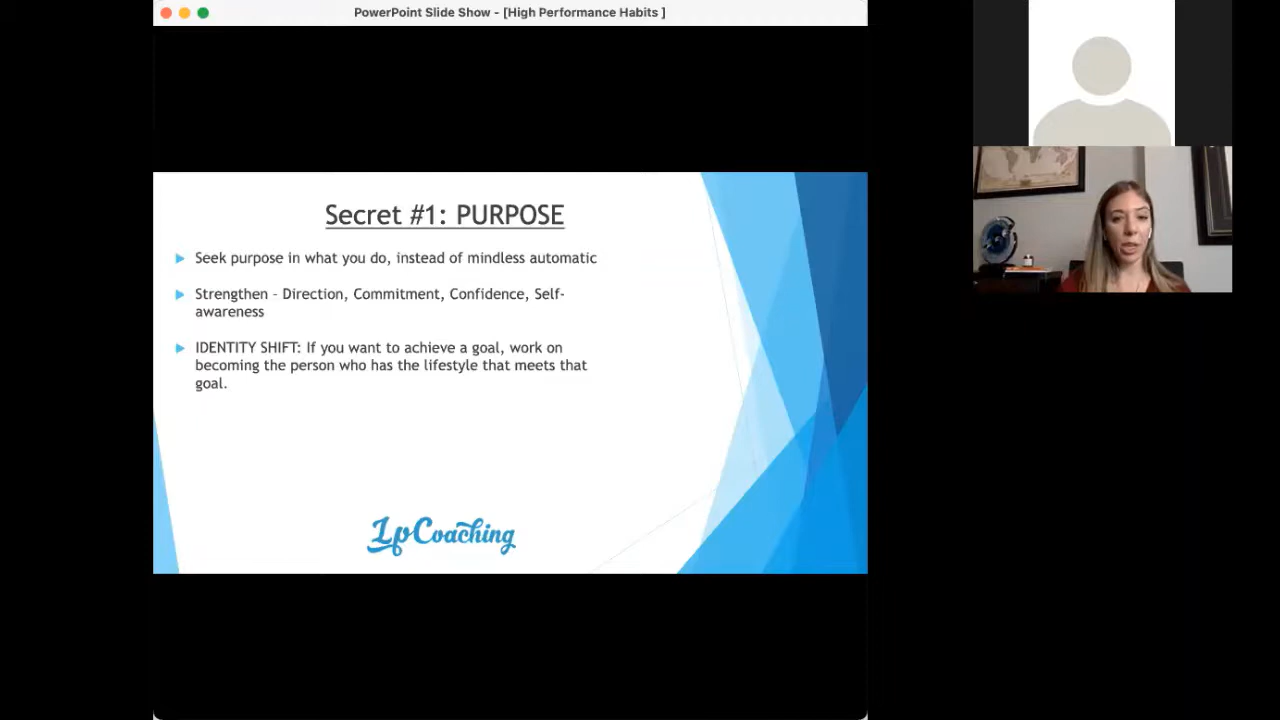 PowerPoint Slide Show - [High Performance Habits ]
Secret #1: PURPOSE
Seek purpose in what you do, instead of mindless automatic
Strengthen – Direction, Commitment, Confidence, Self-
awareness
IDENTITY SHIFT: If you want to achieve a goal, work on
becoming the person who has the lifestyle that meets that
goal.
LpCoaching